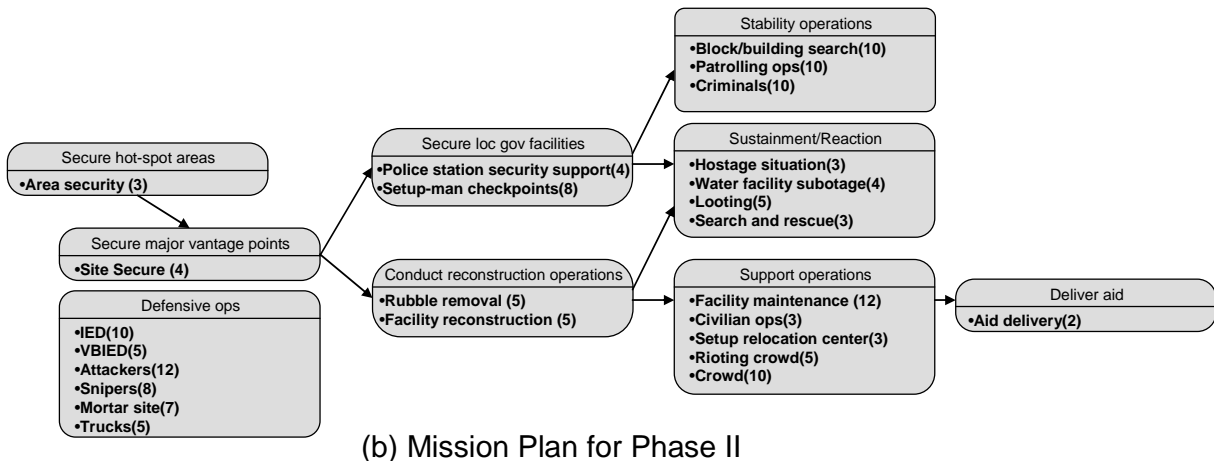 Secure hot-spot areas
•Area security (3)
Secure major vantage points
•Site Secure (4)
Defensive ops
•IED(10)
•VBIED(5)
•Attackers(12)
•Snipers(8)
•Mortar site(7)
•Trucks(5)
Secure loc gov facilities
•Police station security support(4)
•Setup-man checkpoints(8)
Conduct reconstruction operations
•Rubble removal (5)
•Facility reconstruction (5)
Stability operations
•Block/building search(10)
•Patrolling ops(10)
•Criminals(10)
Sustainment/Reaction
•Hostage situation(3)
•Water facility subotage(4)
•Looting(5)
•Search and rescue(3)
Support operations
•Facility maintenance (12)
•Civilian ops(3)
•Setup relocation center(3)
•Rioting crowd(5)
•Crowd(10)
Deliver aid
•Aid delivery(2)
(b) Mission Plan for Phase II